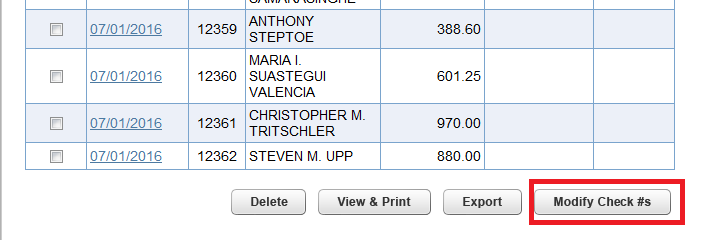 07/01/2016 12359 ANTHONY STEPTOE 388.60
07/01/2016 12360 MARIA I. SUASTEGUI VALENCIA 601.25
07/01/2016 12361 CHRISTOPHER M. TRITSCHLER 970.00
07/01/2016 12362 STEVEN M. UPP 880.00
Delete View & Print Export Modify Check #s